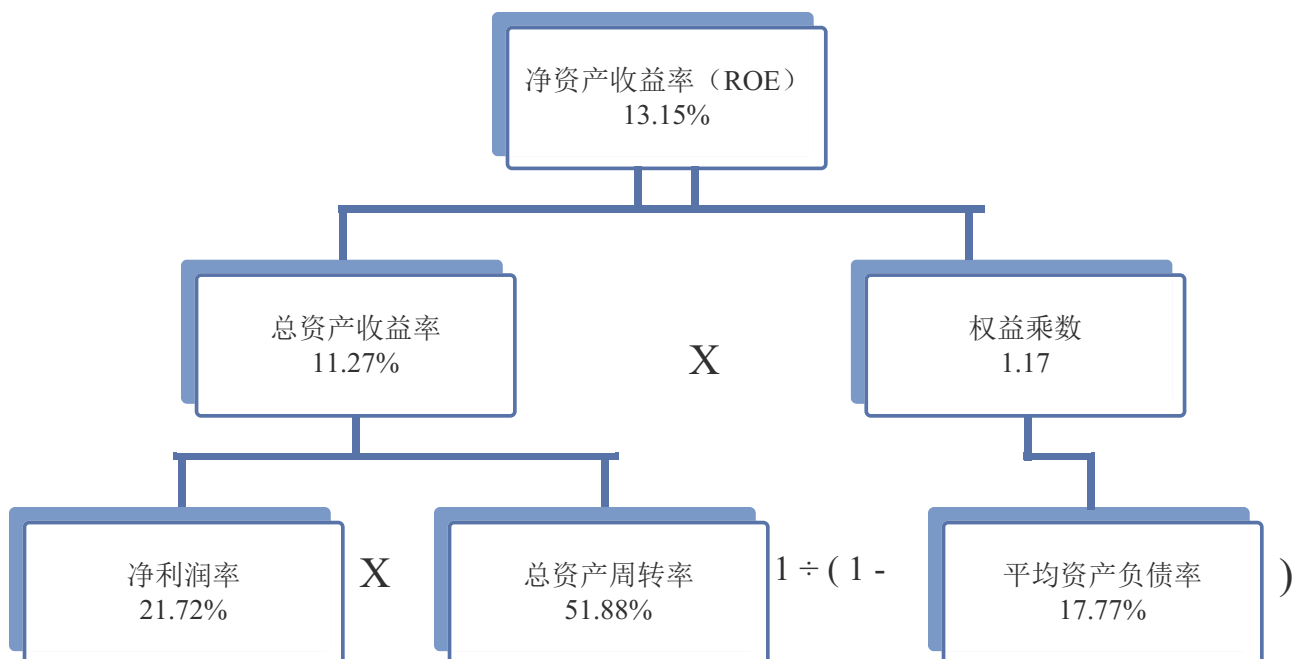 净资产收益率（ROE）
13.15%
总资产收益率
11.27%
X
权益乘数
1.17
净利润率
21.72%
X
总资产周转率
51.88%
1 ÷ ( 1 -
平均资产负债率
17.77%
)